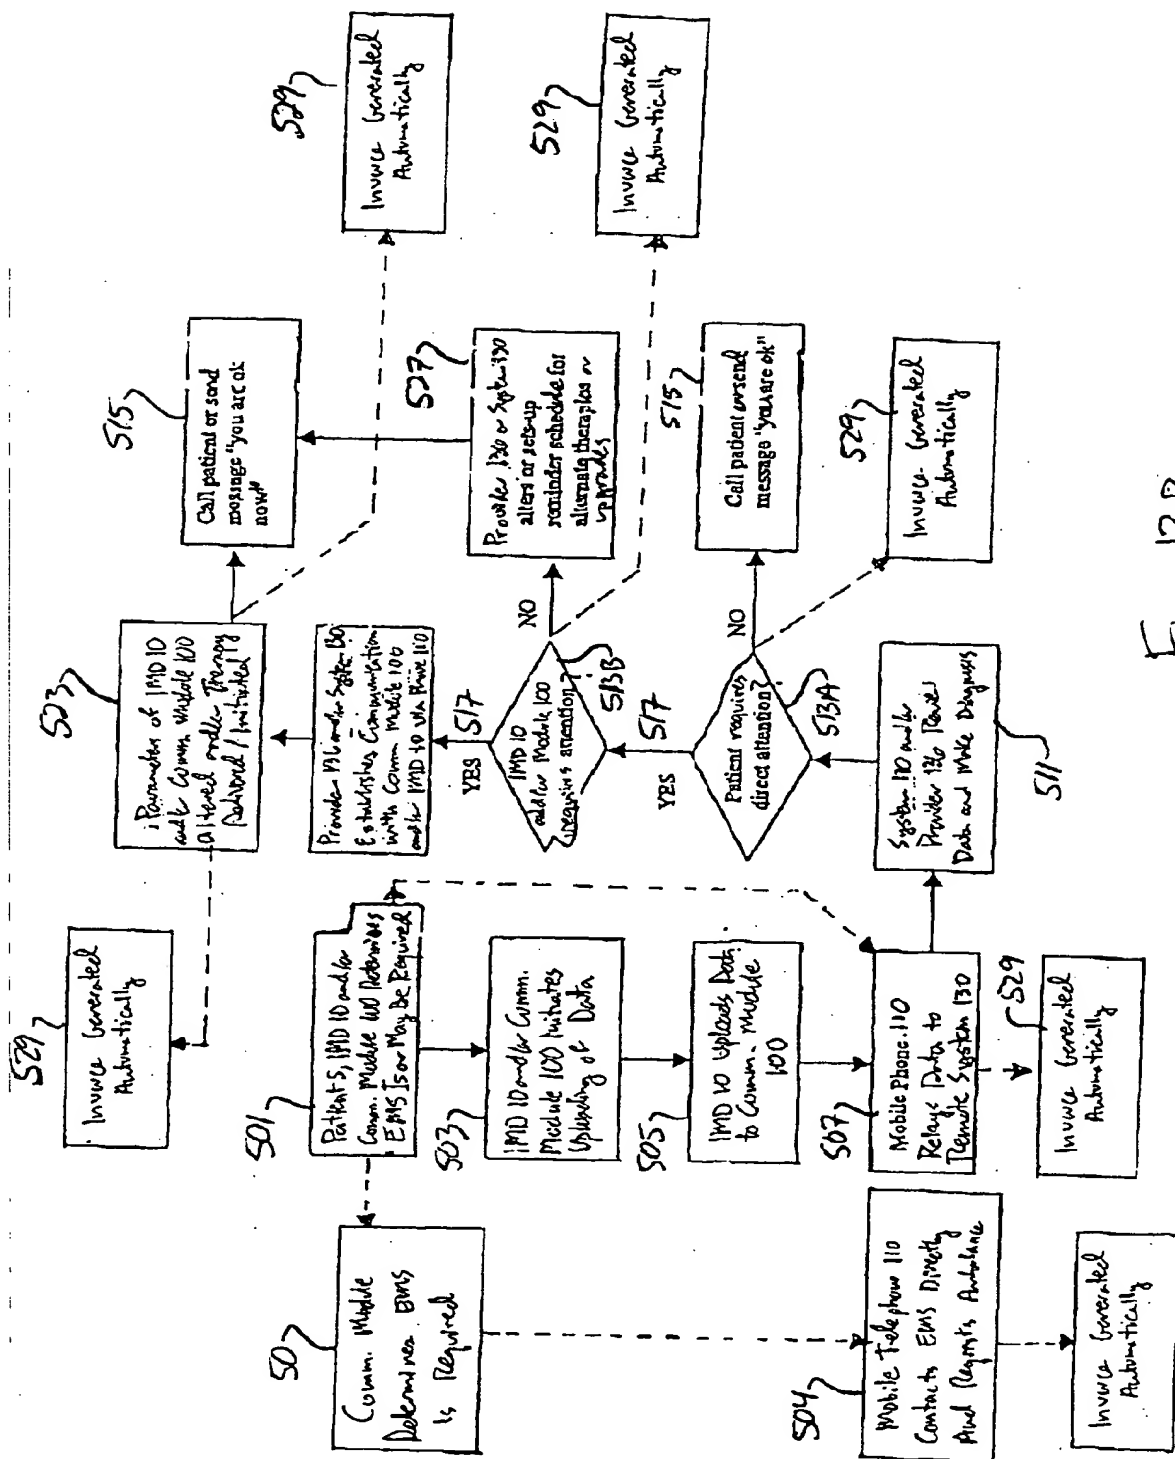 529
Invoice Generated
Automatically
523
Parameters of IMD 10
and/or Comm Module 100
Altered and/or Therapy
Delivered / Initiated
515
Call patient or send
message "you are ok
now"
529
Invoice Generated
Automatically
501
Patient 5, IMD 10 and/or
Comm. Module 100 Determines
EMS Is or May Be Required
Provider 136 and/or System 130
Establishes Communication
with Comm Module 100
and/or IMD 10 via Phone 110
527
Provider 130 or System 130
alters or sets-up
reminder schedule for
alternate therapies or
upgrades
529
Invoice Generated
Automatically
50
Comm. Module
Determines EMS
Is Required
503
IMD 10 and/or Comm.
Module 100 Initiates
Uploading of Data
YES
517
IMD 10
and/or Module 100
requires attention?
513B
NO
505
IMD 10 Uploads Data
to Comm. Module
100
YES
517
Patient requires
direct attention?
513A
NO
515
Call patient or send
message "you are ok"
504
Mobile Telephone 110
Contacts EMS Directly
And Requests Ambulance
507
Mobile Phone 110
Relays Data to
Remote System 130
System 110 and/or
Provider 136
Data and Make Diagnosis
511
529
Invoice Generated
Automatically
Invoice Generated
Automatically
529
Invoice Generated
Automatically